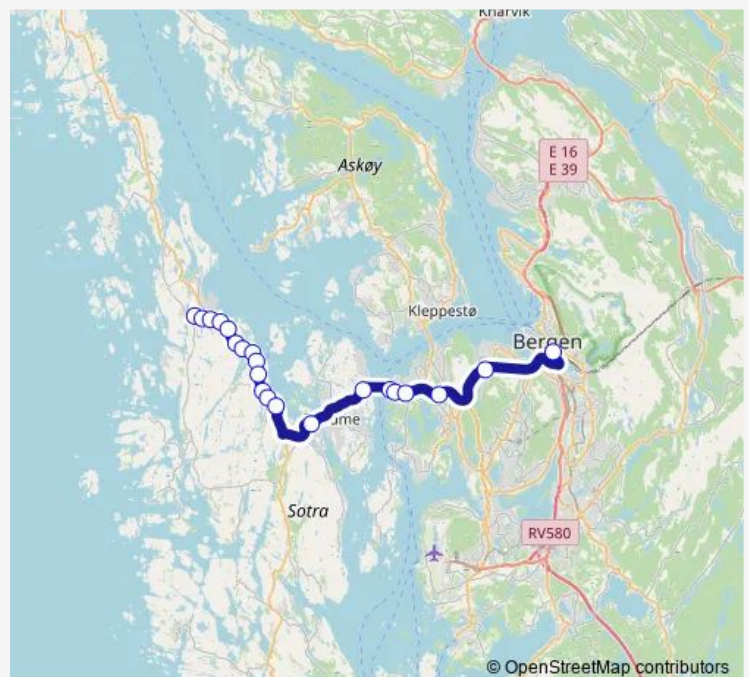 Knarvik
E 16
E 39
Askøy
Kleppestø
Bergen
Sotra
RV580
© OpenStreetMap contributors